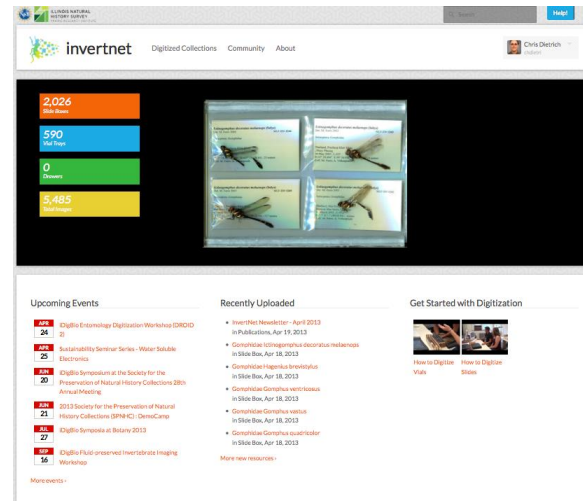 ILLINOIS NATURAL
HISTORY SURVEY
Search
Help!
invertnet
Digitized Collections Community About
Chris Dietrich
2,026
Slide Boxes
590
Vial Trays
0
Drawers
5,485
Total Images
Upcoming Events
APR
24
iDigBio Entomology Digitization Workshop (DROID
2)
APR
25
Sustainability Seminar Series - Water Soluble
Electronics
JUN
20
iDigBio Symposium at the Society for the
Preservation of Natural History Collections 28th
Annual Meeting
JUN
21
2013 Society for the Preservation of Natural
History Collections (SPNHC) : DemoCamp
JUL
27
iDigBio Symposia at Botany 2013
SEP
16
iDigBio Fluid-preserved Invertebrate Imaging
Workshop
More events ›
Recently Uploaded
InvertNet Newsletter - April 2013
in Publications, Apr 19, 2013
Gomphidae Ictinogomphus decoratus melaenops
in Slide Box, Apr 18, 2013
Gomphidae Hagenius brevistylus
in Slide Box, Apr 18, 2013
Gomphidae Gomphus ventricosus
in Slide Box, Apr 18, 2013
Gomphidae Gomphus vastus
in Slide Box, Apr 18, 2013
Gomphidae Gomphus quadricolor
in Slide Box, Apr 18, 2013
More new resources ›
Get Started with Digitization
How to Digitize
Vials
How to Digitize
Slides